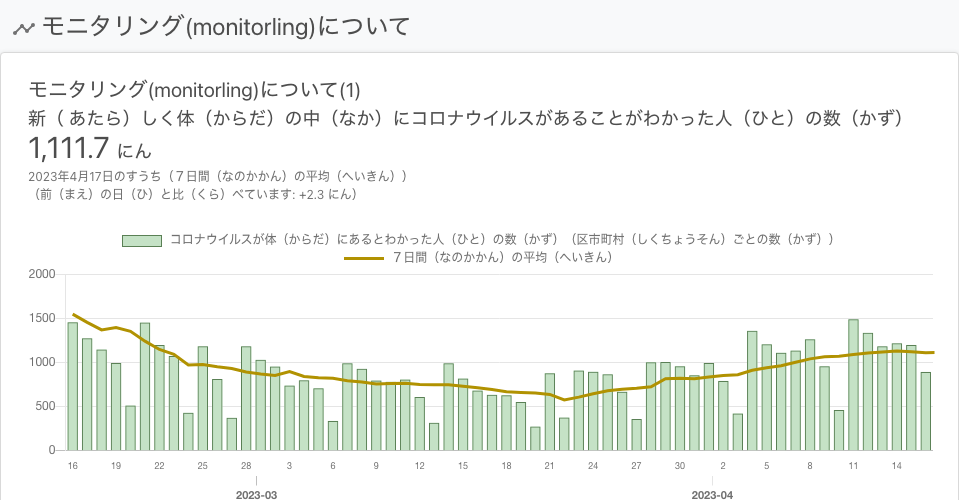 モニタリング(monitorling)について
モニタリング(monitorling)について(1)
新（ あたら）しく体（からだ）の中（なか）にコロナウイルスがあることがわかった人（ひと）の数（かず）
1,111.7 にん
2023年4月17日のすうち（７日間（なのかかん）の平均（へいきん））
（前（まえ）の日（ひ）と比（くら）べています: +2.3 にん）
コロナウイルスが体（からだ）にあるとわかった人（ひと）の数（かず）（区市町村（しくちょうそん）ごとの数（かず））
７日間（なのかかん）の平均（へいきん）
2000
1500
1000
500
0
16 19 22 25 28 3 6 9 12 15 18 21 24 27 30 2 5 8 11 14
2023-03 2023-04